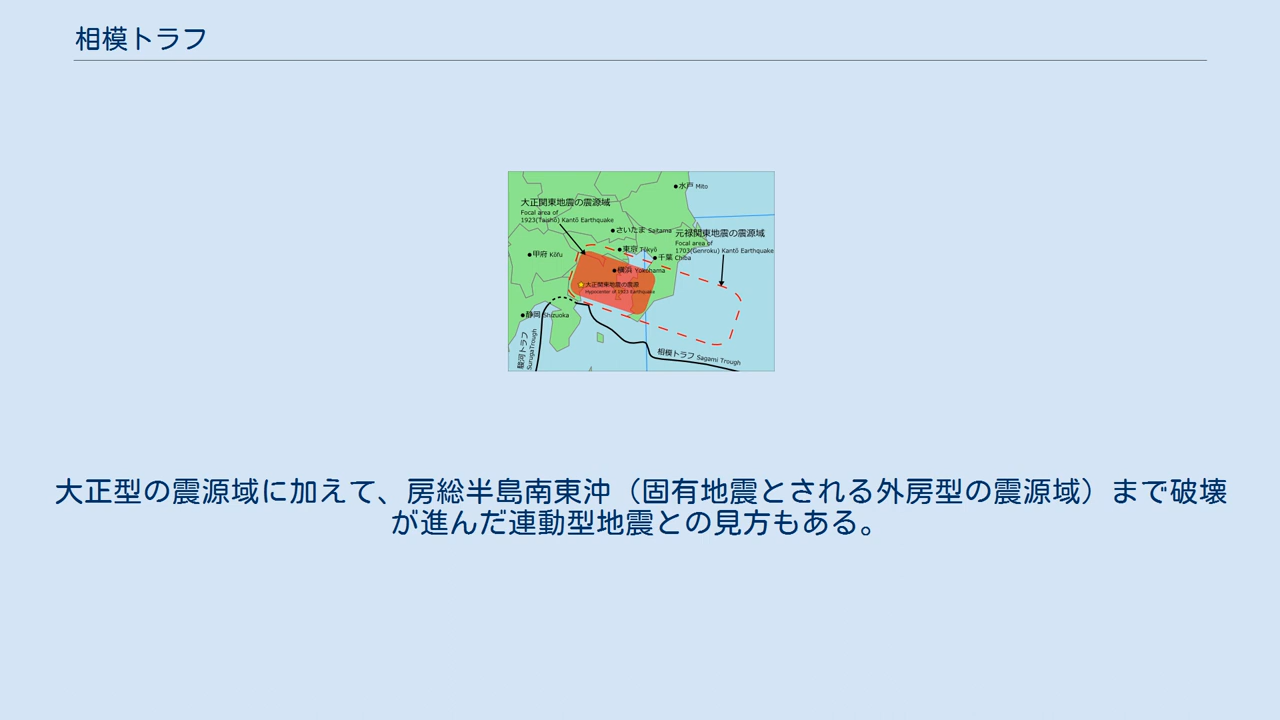 相模トラフ
水戸 Mito
大正関東地震の震源域
Focal area of
1923(Taishō) Kantō Earthquake
さいたま Saitama
元禄関東地震の震源域
Focal area of
1703(Genroku) Kantō Earthquake
東京 Tōkyō
甲府 Kōfu
千葉 Chiba
横浜 Yokohama
大正関東地震の震源
Hypocenter of 1923 Earthquake
静岡 Shizuoka
駿河トラフ
Suruga Trough
相模トラフ Sagami Trough
大正型の震源域に加えて、房総半島南東沖（固有地震とされる外房型の震源域）まで破壊
が進んだ連動型地震との見方もある。